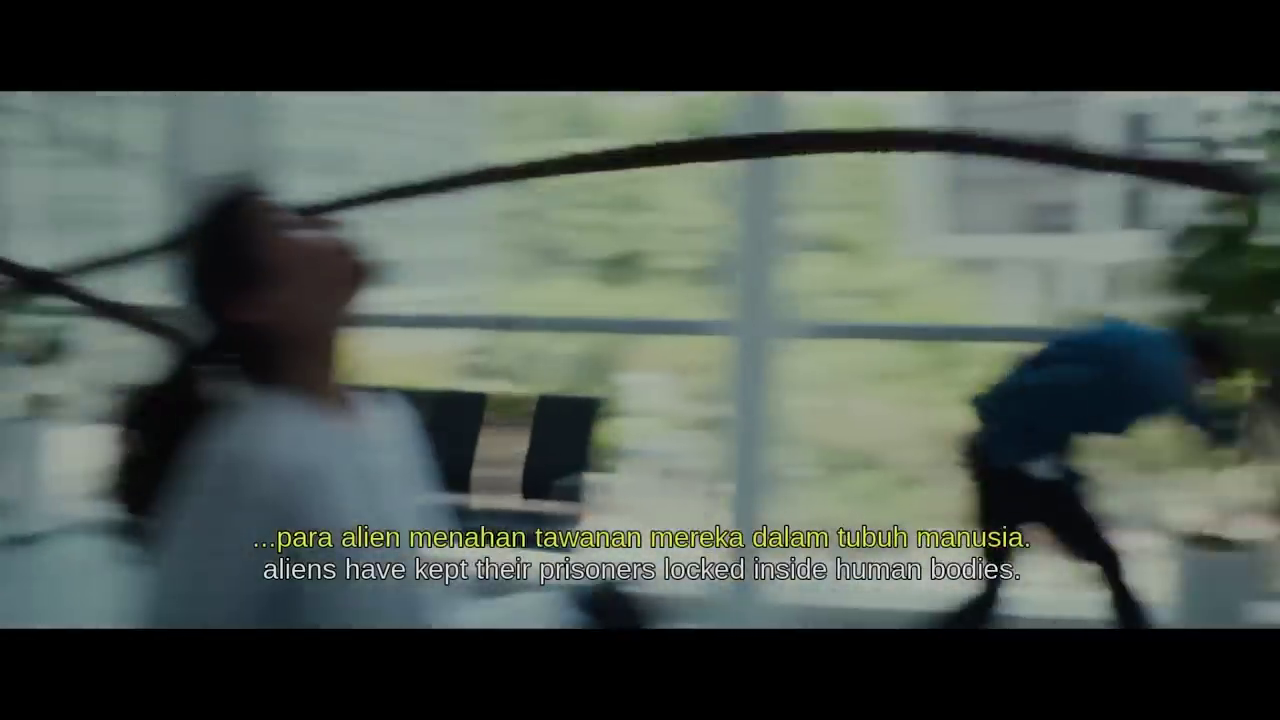 ...para alien menahan tawanan mereka dalam tubuh manusia.
aliens have kept their prisoners locked inside human bodies.